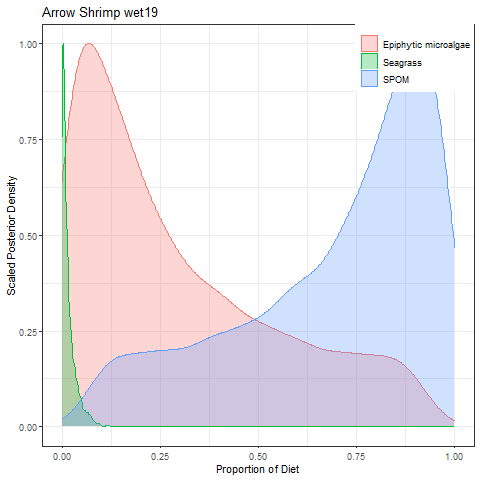 Arrow Shrimp wet19
Epiphytic microalgae
Seagrass
SPOM
Scaled Posterior Density
1.00
0.75
0.50
0.25
0.00
0.00 0.25 0.50 0.75 1.00
Proportion of Diet